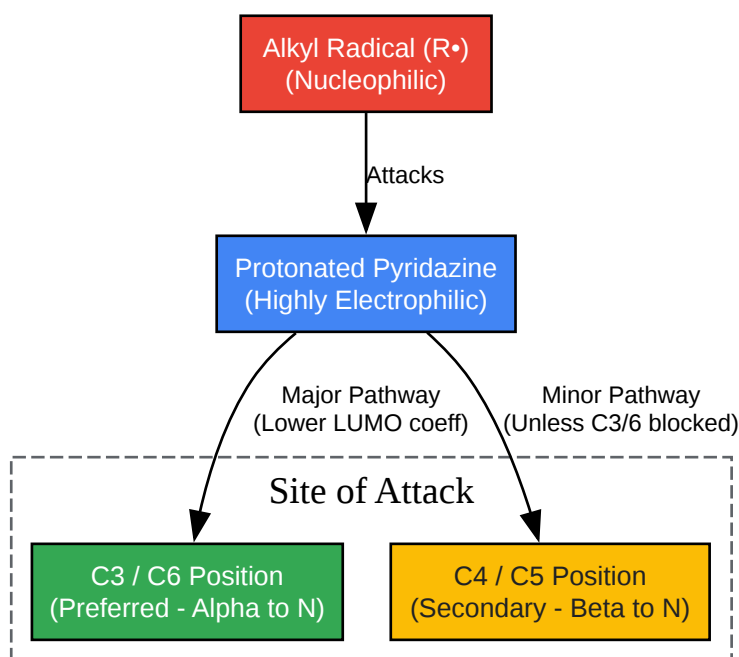 Alkyl Radical (R•)
(Nucleophilic)
Attacks
Protonated Pyridazine
(Highly Electrophilic)
Major Pathway
(Lower LUMO coeff)
Minor Pathway
(Unless C3/6 blocked)
Site of Attack
C3 / C6 Position
(Preferred - Alpha to N)
C4 / C5 Position
(Secondary - Beta to N)